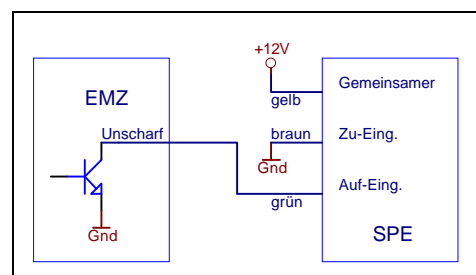 +12V
Gemeinsamer
EMZ
gelb
Unscharf
braun
Zu-Eing.
Gnd
Auf-Eing.
grün
Gnd
SPE